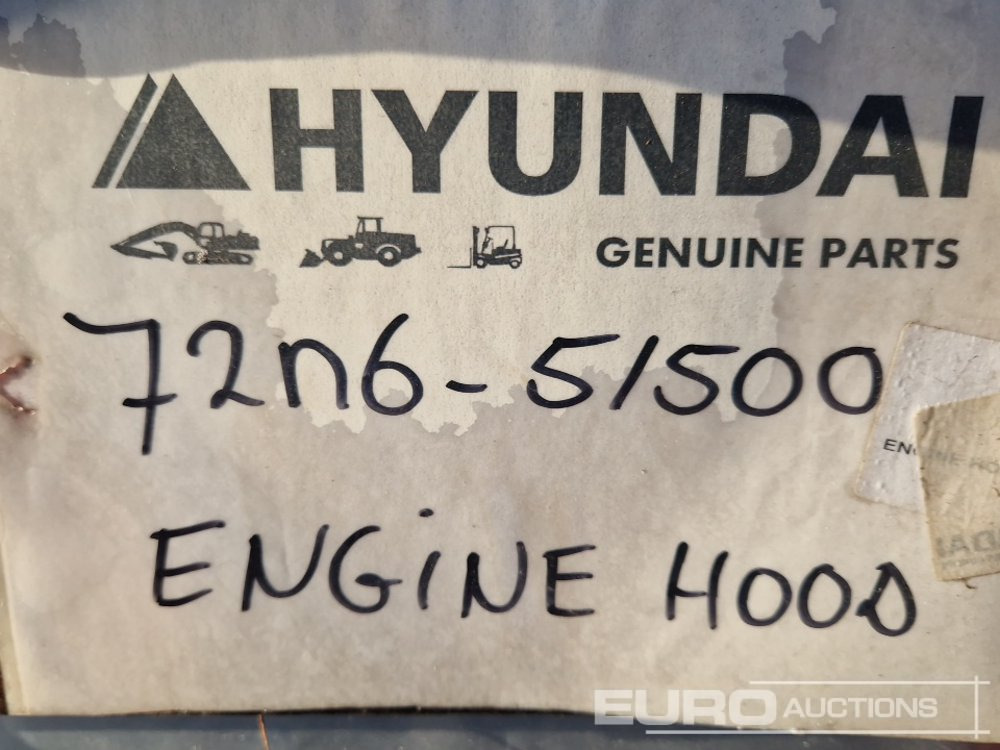 HYUNDAI
GENUINE PARTS
72n6-51500
ENGINE HOOD
EURO AUCTIONS